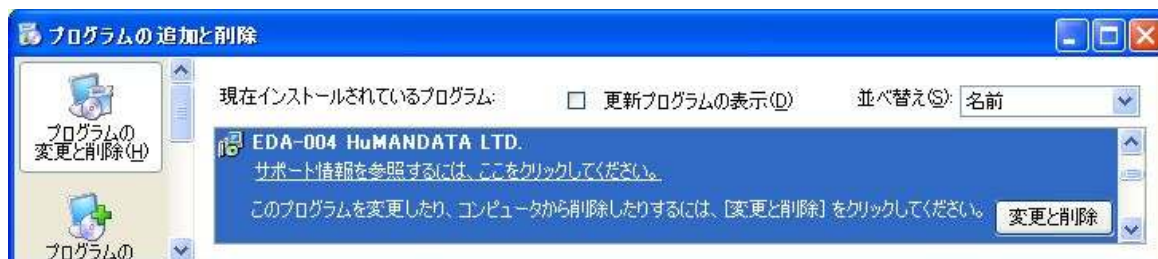 プログラムの追加と削除
プログラムの
変更と削除(H)
プログラムの
現在インストールされているプログラム:
更新プログラムの表示(D)
並べ替え(S):
名前
EDA-004 HuMANDATA LTD.
サポート情報を参照するには、ここをクリックしてください。
このプログラムを変更したり、コンピュータから削除したりするには、[変更と削除] をクリックしてください。
変更と削除